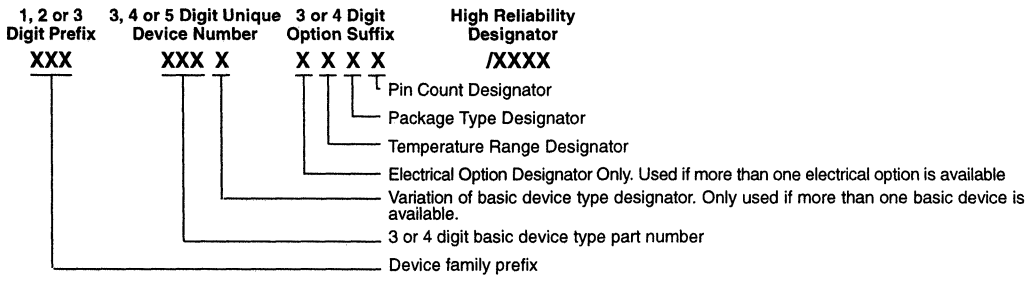 1, 2 or 3 3, 4 or 5 Digit Unique 3 or 4 Digit High Reliability
Digit Prefix Device Number Option Suffix Designator
XXX XXX X X X X X /XXXX
Pin Count Designator
Package Type Designator
Temperature Range Designator
Electrical Option Designator Only. Used if more than one electrical option is available
Variation of basic device type designator. Only used if more than one basic device is
available.
3 or 4 digit basic device type part number
Device family prefix